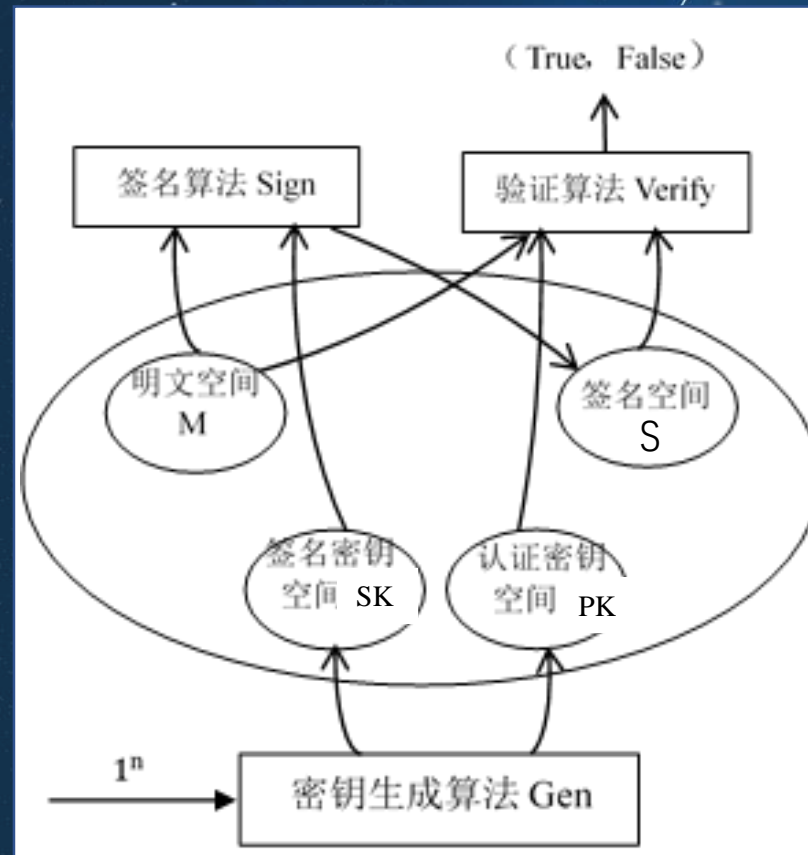 （True， False）
签名算法 Sign
验证算法 Verify
明文空间
M
签名空间
S
签名密钥
空间 SK
认证密钥
空间 PK
1ⁿ
密钥生成算法 Gen